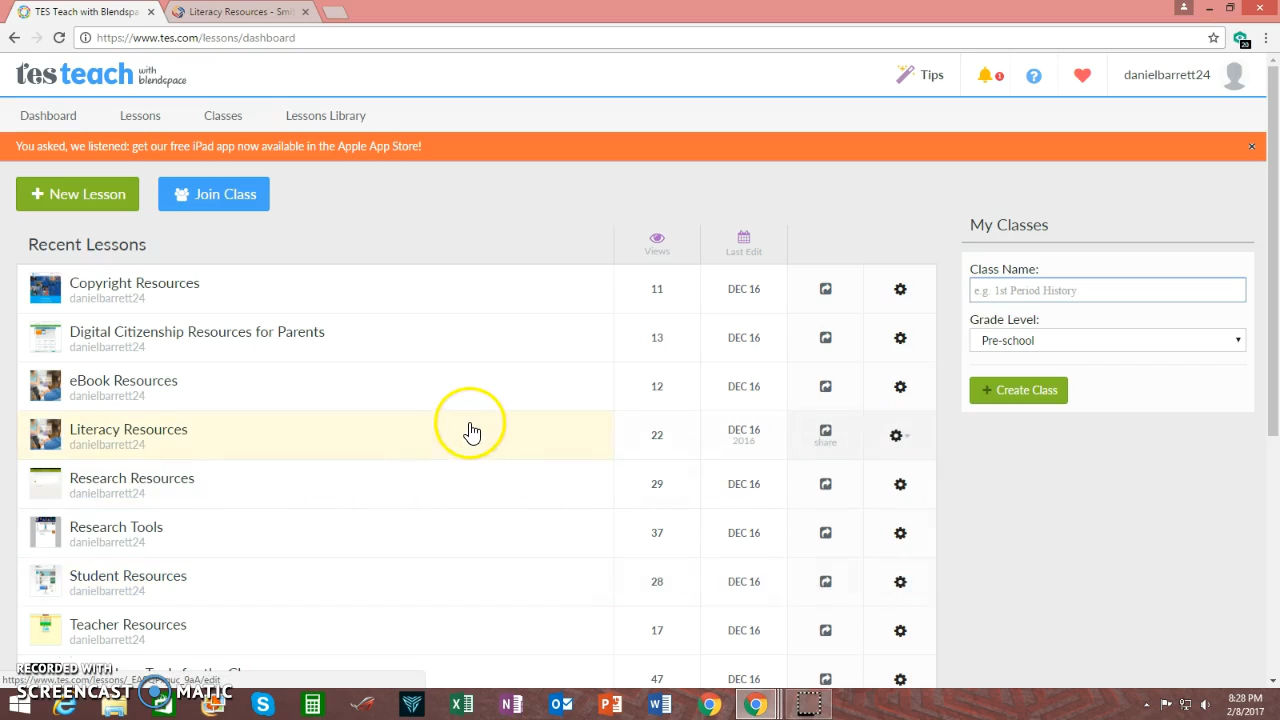 TES Teach with Blendspa
Literacy Resources - Smit
https://www.tes.com/lessons/dashboard
20
tes teach with blendspace
Tips
1
danielbarrett24
Dashboard
Lessons
Classes
Lessons Library
You asked, we listened: get our free iPad app now available in the Apple App Store!
New Lesson
Join Class
My Classes
Recent Lessons
Views
Last Edit
Class Name:
e.g. 1st Period History
Grade Level:
Pre-school
Create Class
Copyright Resources
danielbarrett24
11
DEC 16
Digital Citizenship Resources for Parents
danielbarrett24
13
DEC 16
eBook Resources
danielbarrett24
12
DEC 16
Literacy Resources
danielbarrett24
22
DEC 16
2016
share
Research Resources
danielbarrett24
29
DEC 16
Research Tools
danielbarrett24
37
DEC 16
Student Resources
danielbarrett24
28
DEC 16
Teacher Resources
danielbarrett24
17
DEC 16
47
DEC 16
RECORDED WITH
SCREENCAST MATIC
8:28 PM
2/8/2017